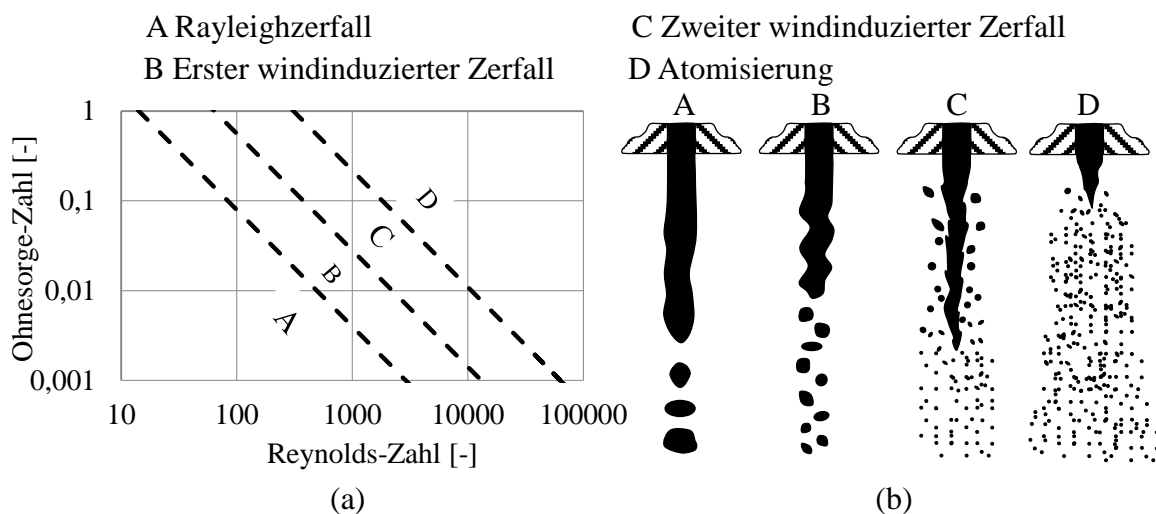 A Rayleighzerfall
B Erster windinduzierter Zerfall
C Zweiter windinduzierter Zerfall
D Atomisierung
1
0,1
0,01
0,001
Ohnesorge-Zahl [-]
A
B
C
D
10 100 1000 10000 100000
Reynolds-Zahl [-]
(a)
A B C D
(b)